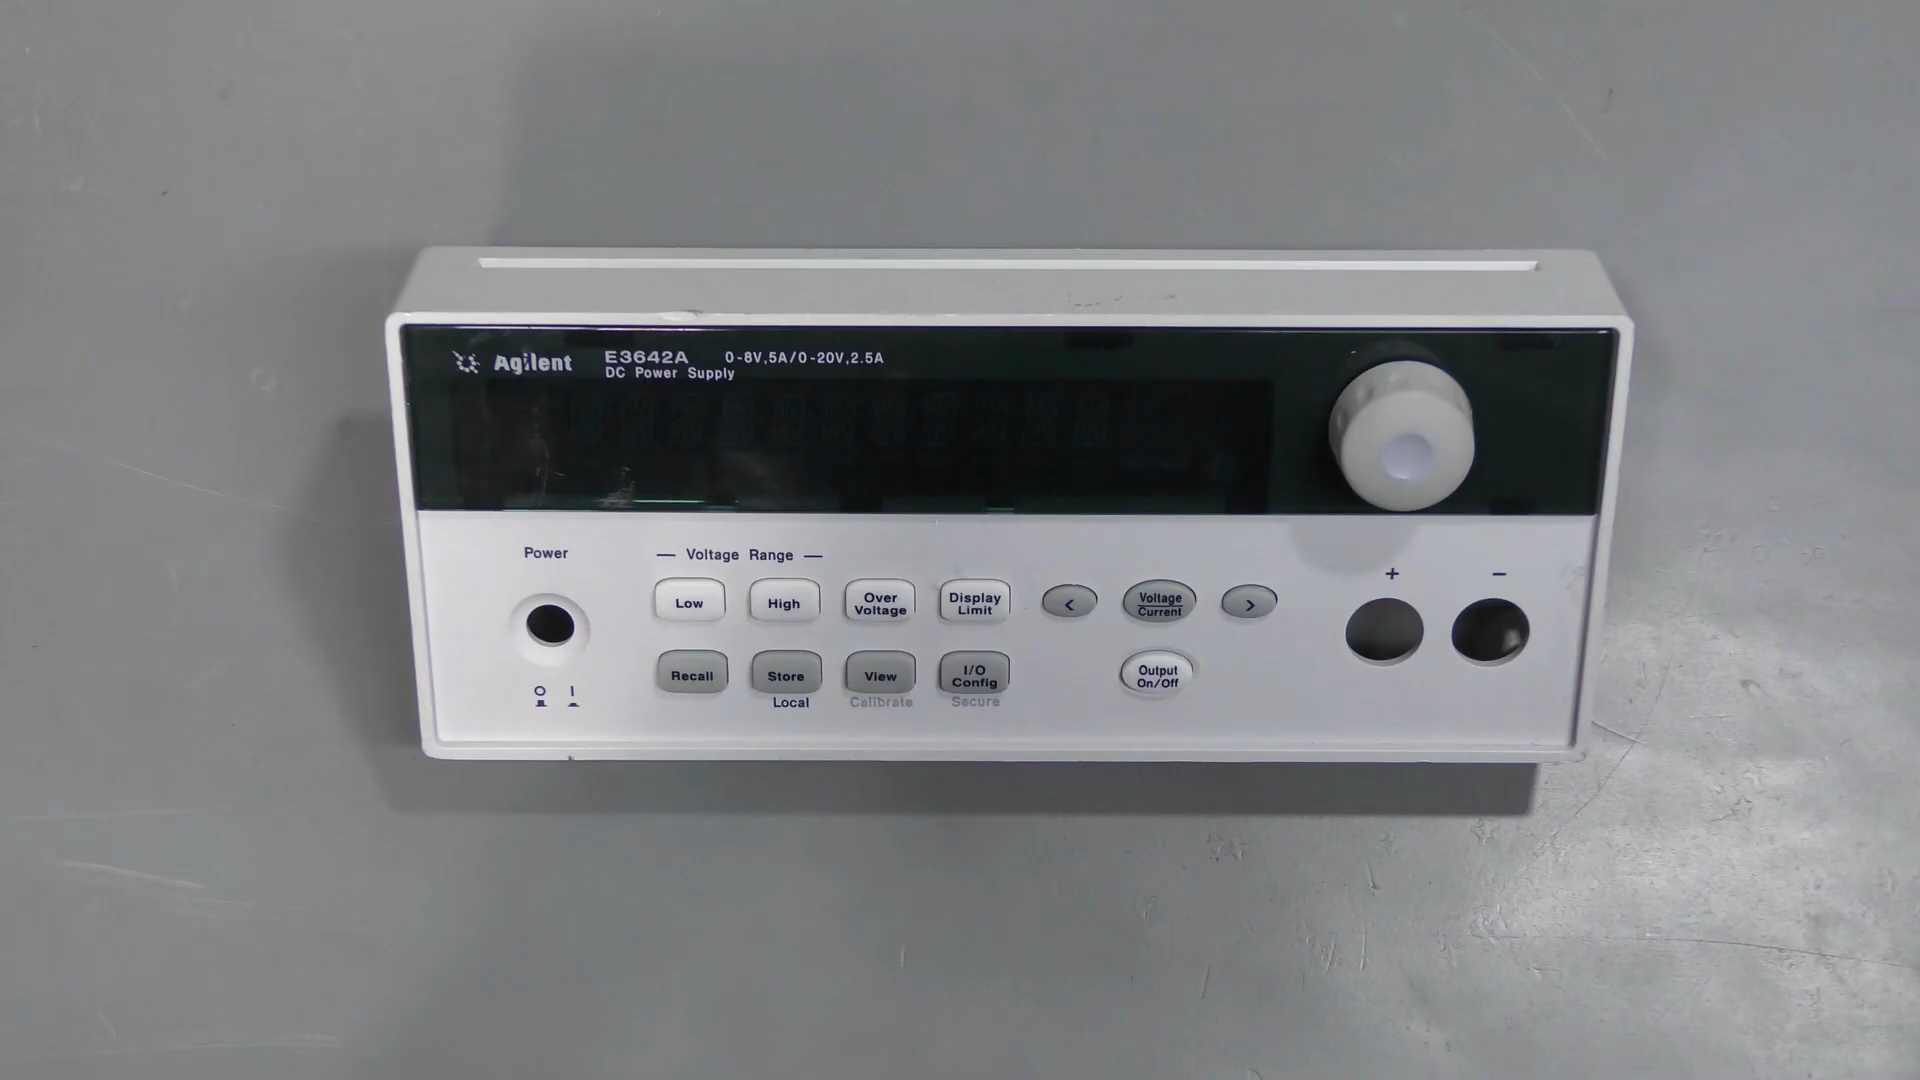 Agilent E3642A 0-8V,5A/0-20V,2.5A
DC Power Supply
Power
Voltage Range
+ −
Low High Over Voltage Display Limit < Voltage Current >
Recall Store View I/O Config Output On/Off
O I
Local Calibrate Secure